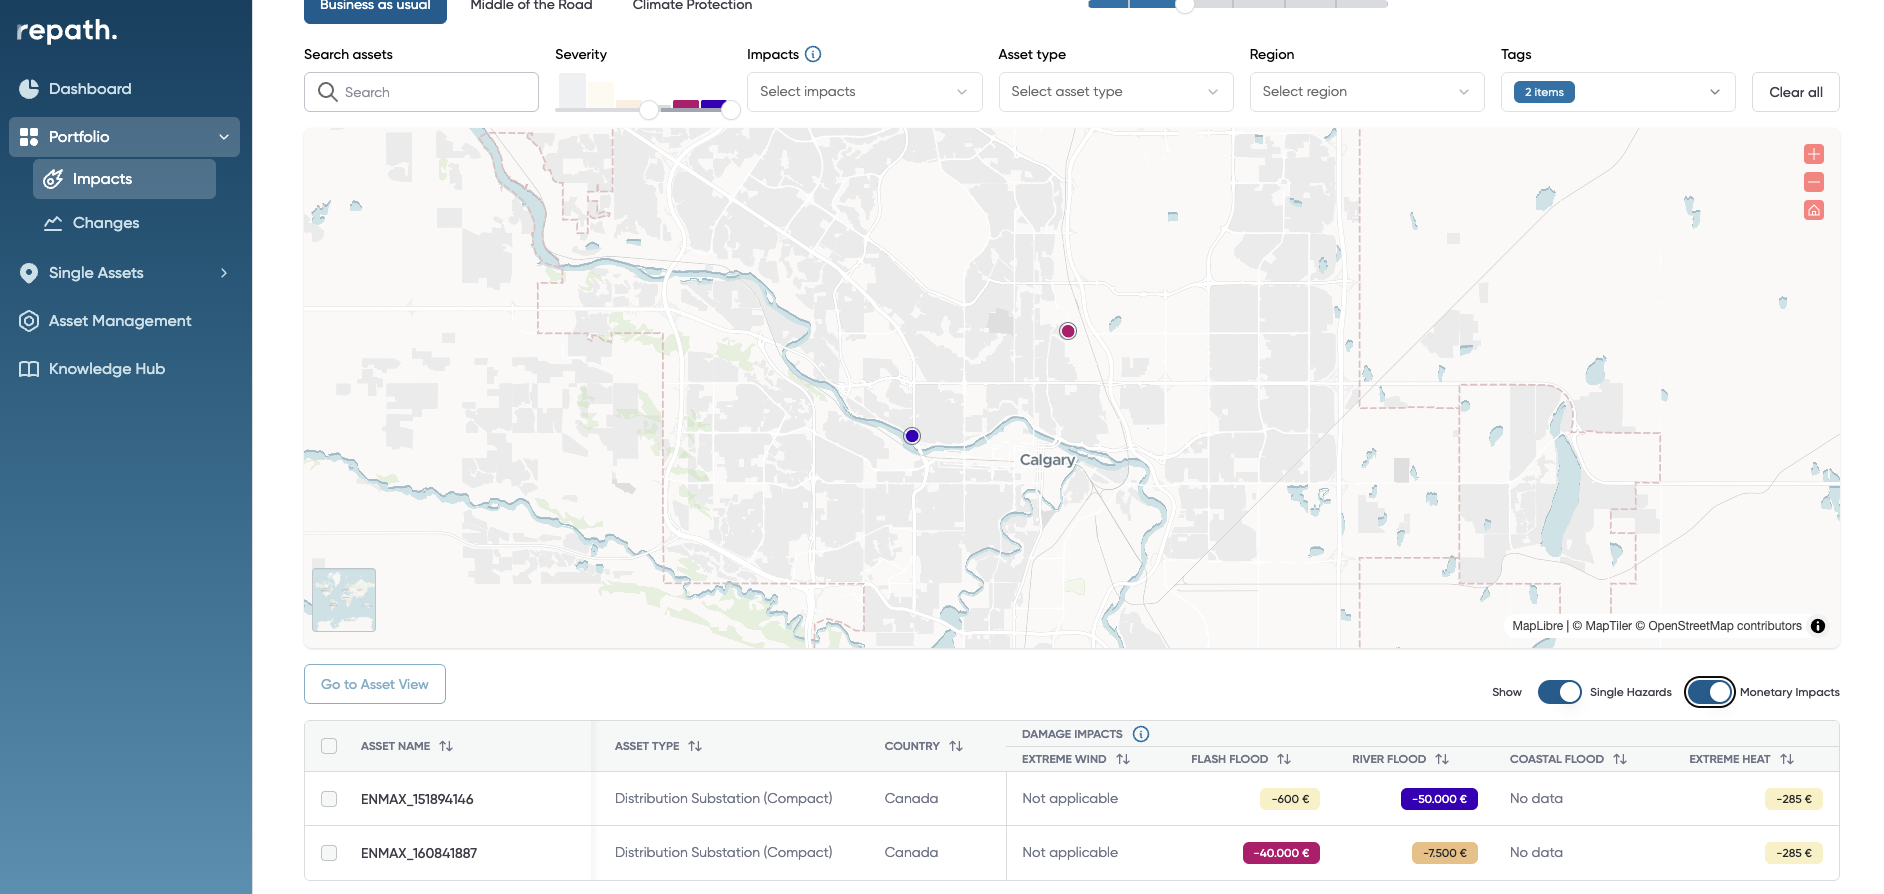 repath.
Dashboard
Portfolio
Impacts
Changes
Single Assets
Asset Management
Knowledge Hub
Business as usual
Middle of the Road
Climate Protection
Search assets
Severity
Impacts
Asset type
Region
Tags
Search
Select impacts
Select asset type
Select region
2 items
Clear all
Calgary
MapLibre | © MapTiler © OpenStreetMap contributors
Go to Asset View
Show
Single Hazards
Monetary Impacts
ASSET NAME
ASSET TYPE
COUNTRY
DAMAGE IMPACTS
EXTREME WIND
FLASH FLOOD
RIVER FLOOD
COASTAL FLOOD
EXTREME HEAT
ENMAX_151894146 Distribution Substation (Compact) Canada Not applicable -600 € -50.000 € No data -285 €
ENMAX_160841887 Distribution Substation (Compact) Canada Not applicable -40.000 € -7.500 € No data -285 €